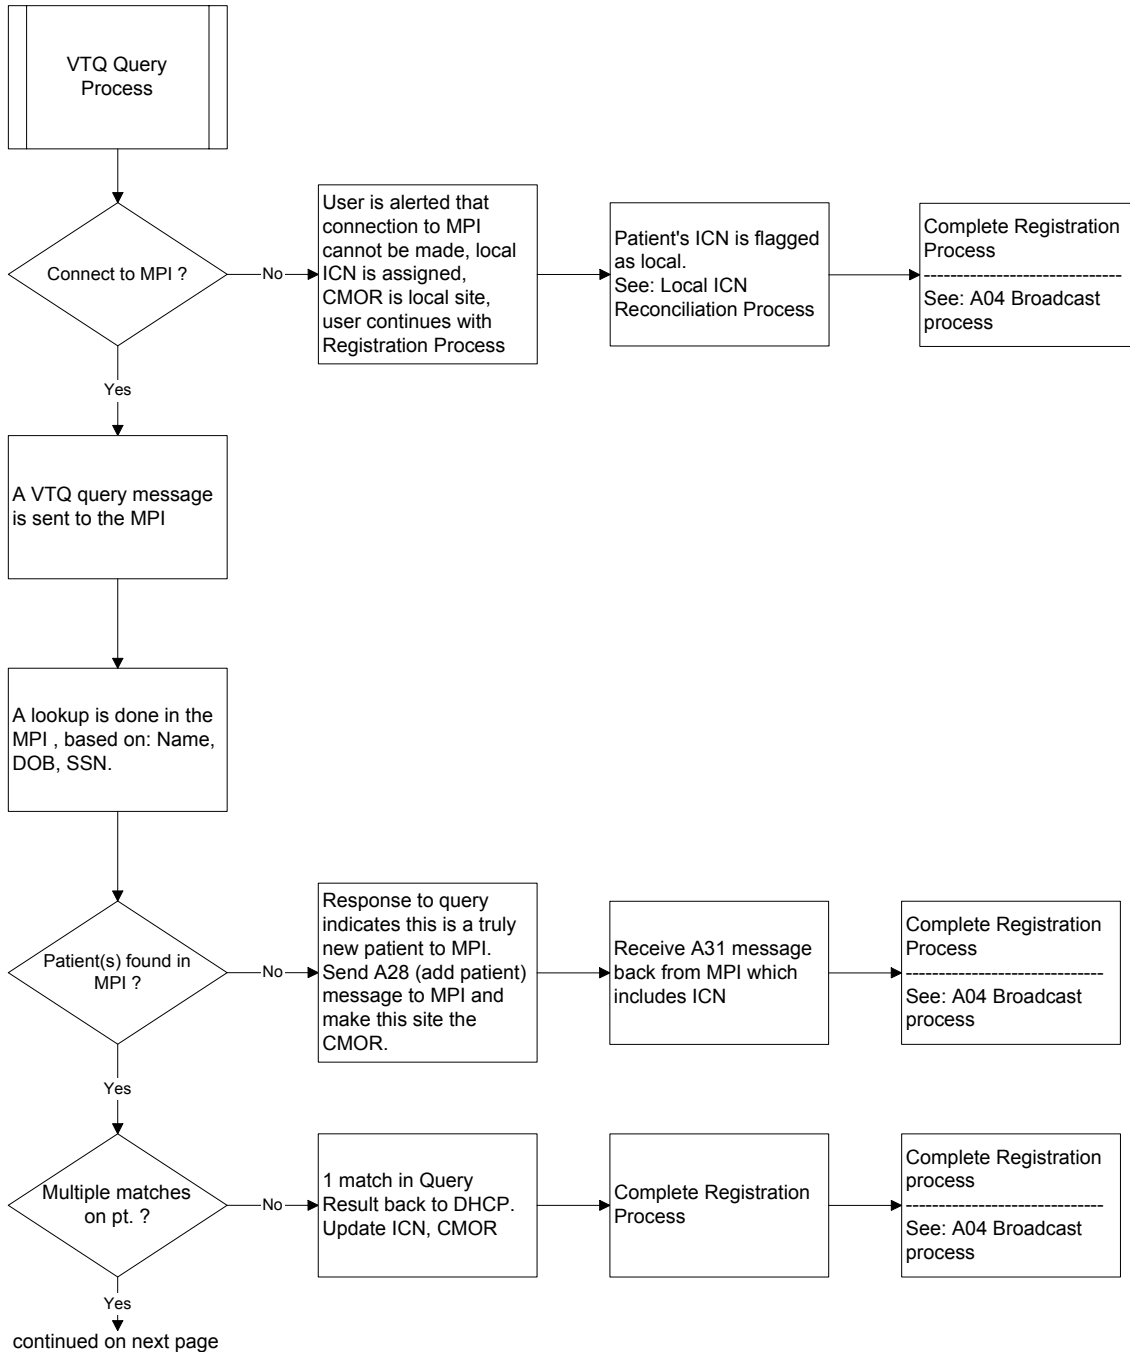 VTQ Query
Process
Connect to MPI ?
No
User is alerted that
connection to MPI
cannot be made, local
ICN is assigned,
CMOR is local site,
user continues with
Registration Process
Patient's ICN is flagged
as local.
See: Local ICN
Reconciliation Process
Complete Registration
Process
------------------------------
See: A04 Broadcast
process
Yes
A VTQ query message
is sent to the MPI
A lookup is done in the
MPI , based on: Name,
DOB, SSN.
Patient(s) found in
MPI ?
No
Response to query
indicates this is a truly
new patient to MPI.
Send A28 (add patient)
message to MPI and
make this site the
CMOR.
Receive A31 message
back from MPI which
includes ICN
Complete Registration
Process
------------------------------
See: A04 Broadcast
process
Yes
Multiple matches
on pt. ?
No
1 match in Query
Result back to DHCP.
Update ICN, CMOR
Complete Registration
Process
Complete Registration
process
------------------------------
See: A04 Broadcast
process
Yes
continued on next page